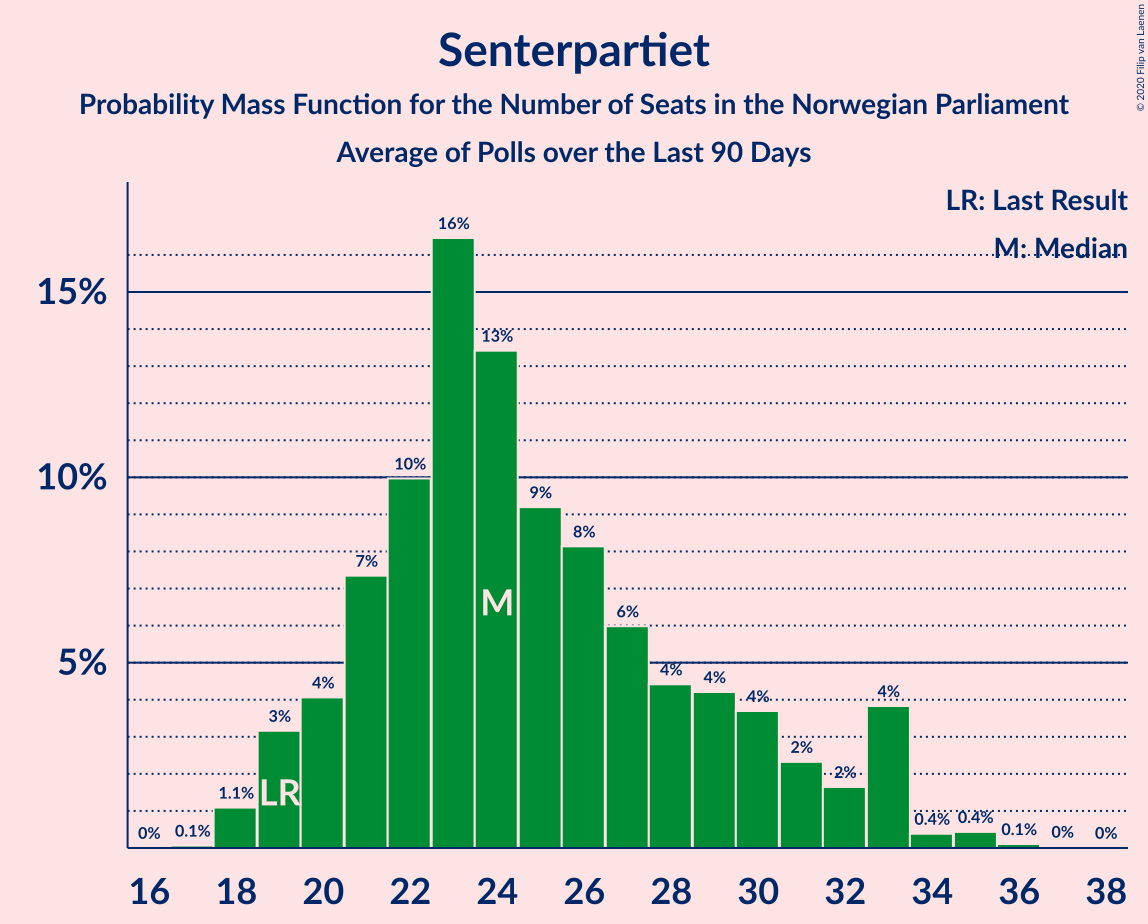 Senterpartiet
Probability Mass Function for the Number of Seats in the Norwegian Parliament
Average of Polls over the Last 90 Days
© 2020 Filip van Laenen
LR: Last Result
M: Median
15%
10%
5%
0%
0.1%
1.1%
3%
4%
7%
10%
16%
13%
9%
8%
6%
4%
4%
4%
2%
2%
4%
0.4%
0.4%
0.1%
0%
0%
LR
M
16 18 20 22 24 26 28 30 32 34 36 38